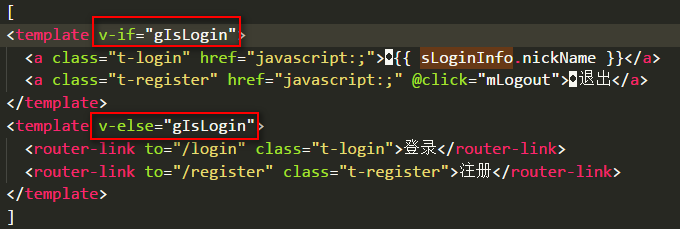 [
<template v-if="gIsLogin">
<a class="t-login" href="javascript:;">{{ sLoginInfo.nickName }}</a>
<a class="t-register" href="javascript:;" @click="mLogout">退出</a>
</template>
<template v-else="gIsLogin">
<router-link to="/login" class="t-login">登录</router-link>
<router-link to="/register" class="t-register">注册</router-link>
</template>
]